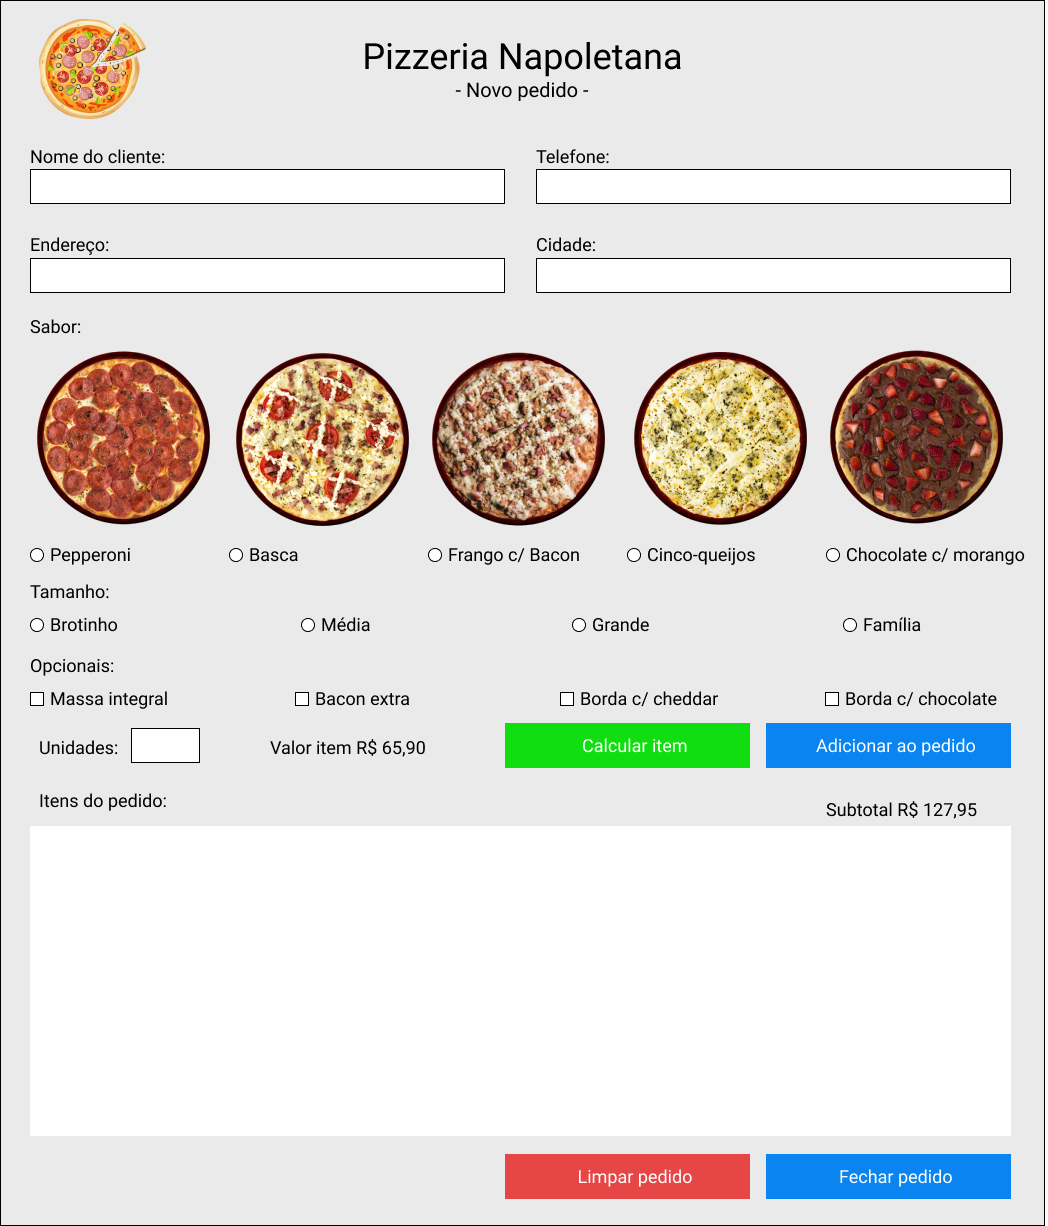 Pizzeria Napoletana
- Novo pedido -
Nome do cliente:
Telefone:
Endereço:
Cidade:
Sabor:
Pepperoni
Basca
Frango c/ Bacon
Cinco-queijos
Chocolate c/ morango
Tamanho:
Brotinho
Média
Grande
Família
Opcionais:
Massa integral
Bacon extra
Borda c/ cheddar
Borda c/ chocolate
Unidades:
Valor item R$ 65,90
Calcular item
Adicionar ao pedido
Itens do pedido:
Subtotal R$ 127,95
Limpar pedido
Fechar pedido